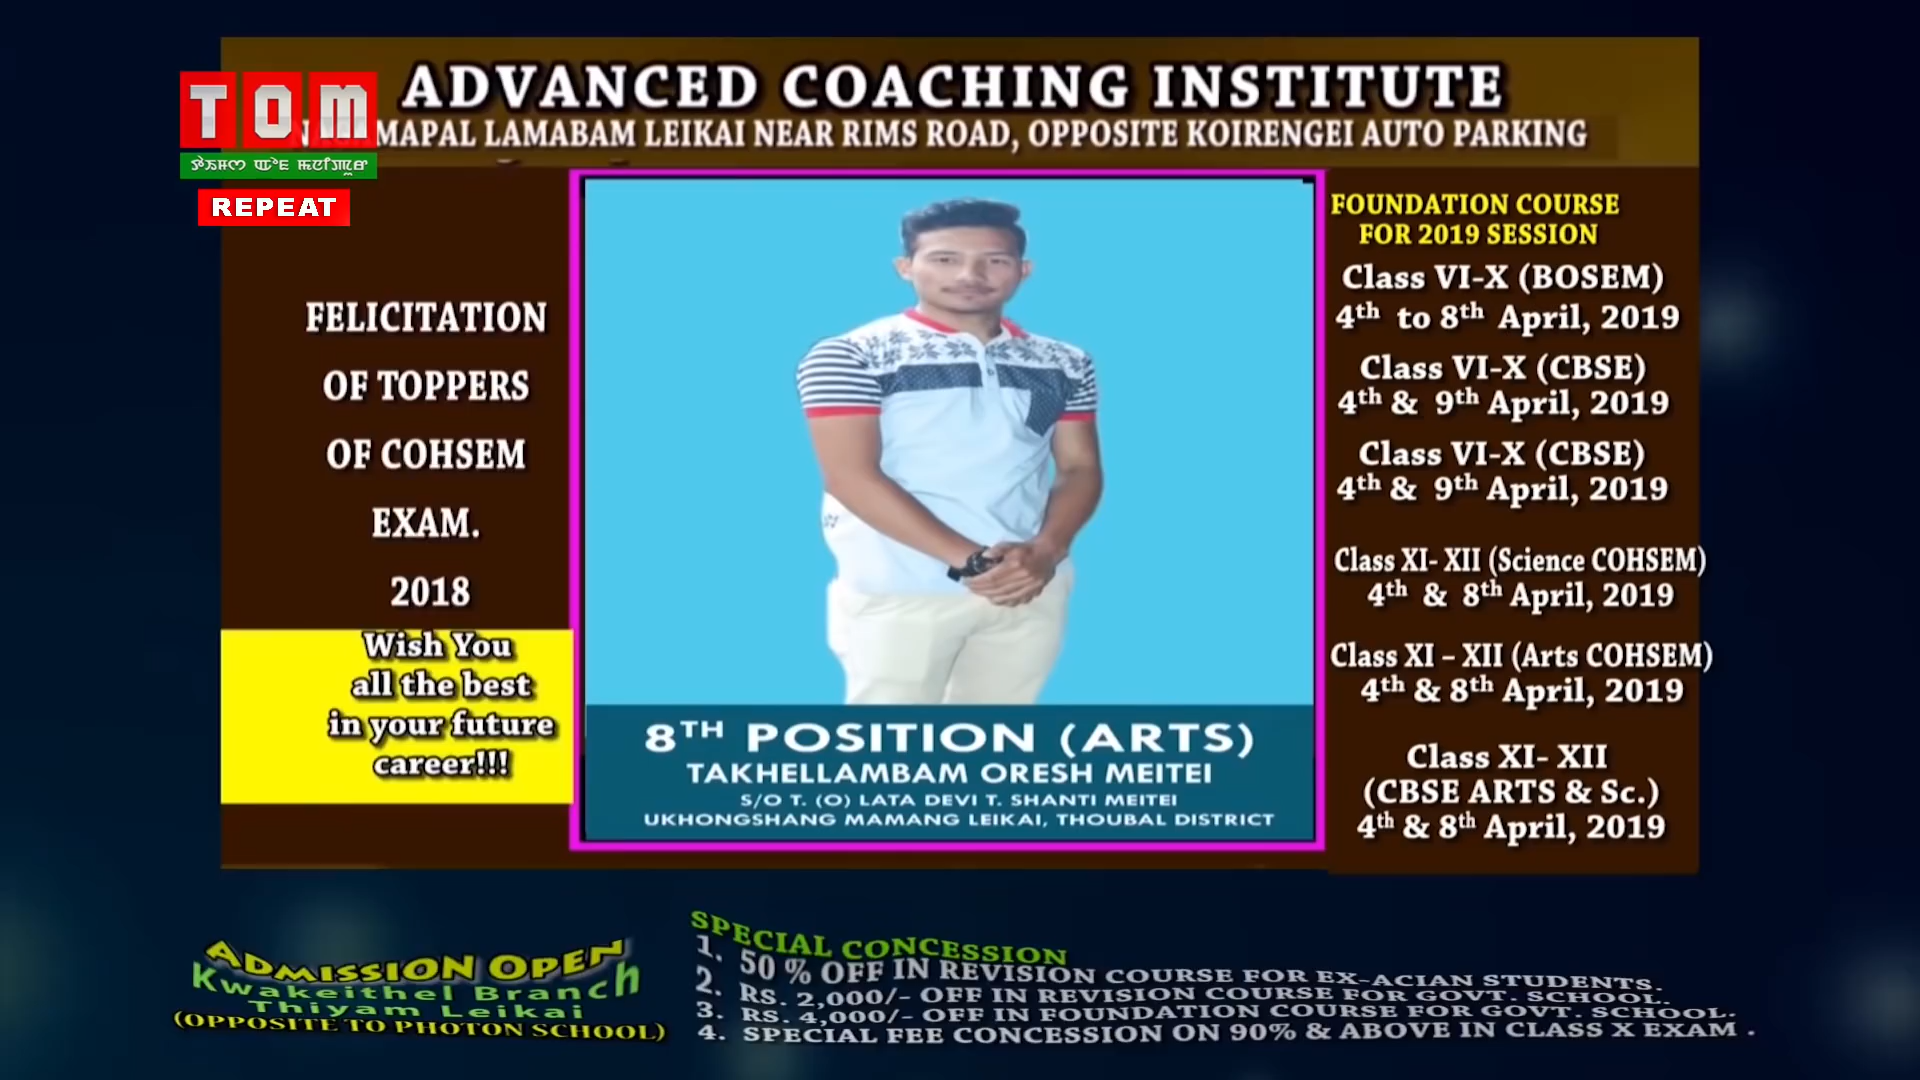 TOM
REPEAT
ADVANCED COACHING INSTITUTE
MAPAL LAMABAM LEIKAI NEAR RIMS ROAD, OPPOSITE KOIRENGEI AUTO PARKING
FELICITATION
OF TOPPERS
OF COHSEM
EXAM.
2018
Wish You
all the best
in your future
career!!!
8TH POSITION (ARTS)
TAKHELLAMBAM ORESH MEITEI
S/O T. (O) LATA DEVI T. SHANTI MEITEI
UKHONGSHANG MAMANG LEIKAI, THOUBAL DISTRICT
FOUNDATION COURSE
FOR 2019 SESSION
Class VI-X (BOSEM)
4th to 8th April, 2019
Class VI-X (CBSE)
4th & 9th April, 2019
Class VI-X (CBSE)
4th & 9th April, 2019
Class XI- XII (Science COHSEM)
4th & 8th April, 2019
Class XI – XII (Arts COHSEM)
4th & 8th April, 2019
Class XI- XII
(CBSE ARTS & Sc.)
4th & 8th April, 2019
ADMISSION OPEN
Kwakeithel Branch
Thiyam Leikai
(OPPOSITE TO PHOTON SCHOOL)
SPECIAL CONCESSION
1. 50 % OFF IN REVISION COURSE FOR EX-ACIAN STUDENTS.
2. RS. 2,000/- OFF IN REVISION COURSE FOR GOVT. SCHOOL.
3. RS. 4,000/- OFF IN FOUNDATION COURSE FOR GOVT. SCHOOL.
4. SPECIAL FEE CONCESSION ON 90% & ABOVE IN CLASS X EXAM .